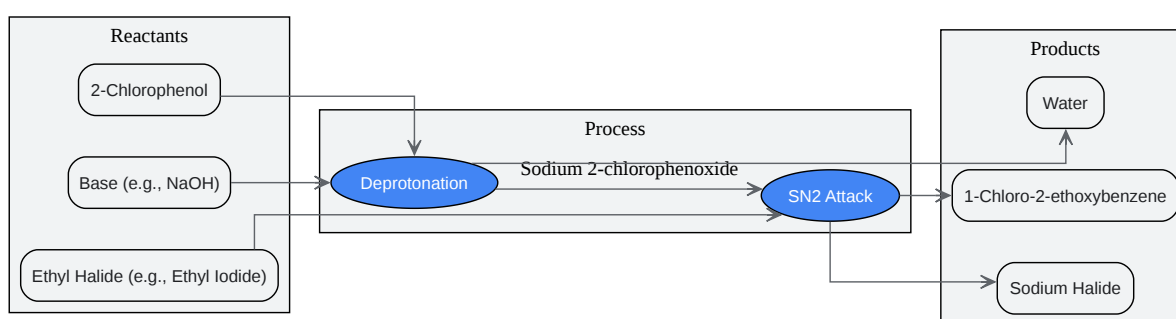 Reactants
2-Chlorophenol
Base (e.g., NaOH)
Ethyl Halide (e.g., Ethyl Iodide)
Process
Sodium 2-chlorophenoxide
Deprotonation
SN2 Attack
Products
Water
1-Chloro-2-ethoxybenzene
Sodium Halide